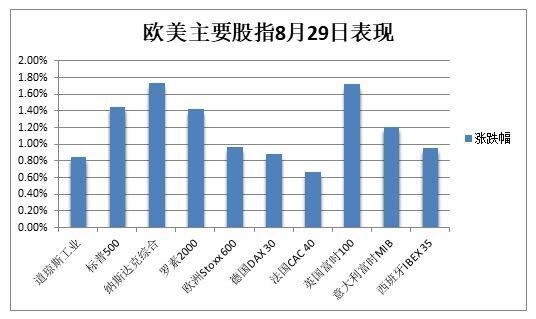 欧美主要股指8月29日表现
2.00%
1.80%
1.60%
1.40%
1.20%
1.00%
0.80%
0.60%
0.40%
0.20%
0.00%
涨跌幅
道琼斯工业
标普500
纳斯达克综合
罗素2000
欧洲Stoxx 600
德国DAX30
法国CAC 40
英国富时100
意大利富时MIB
西班牙IBEX 35